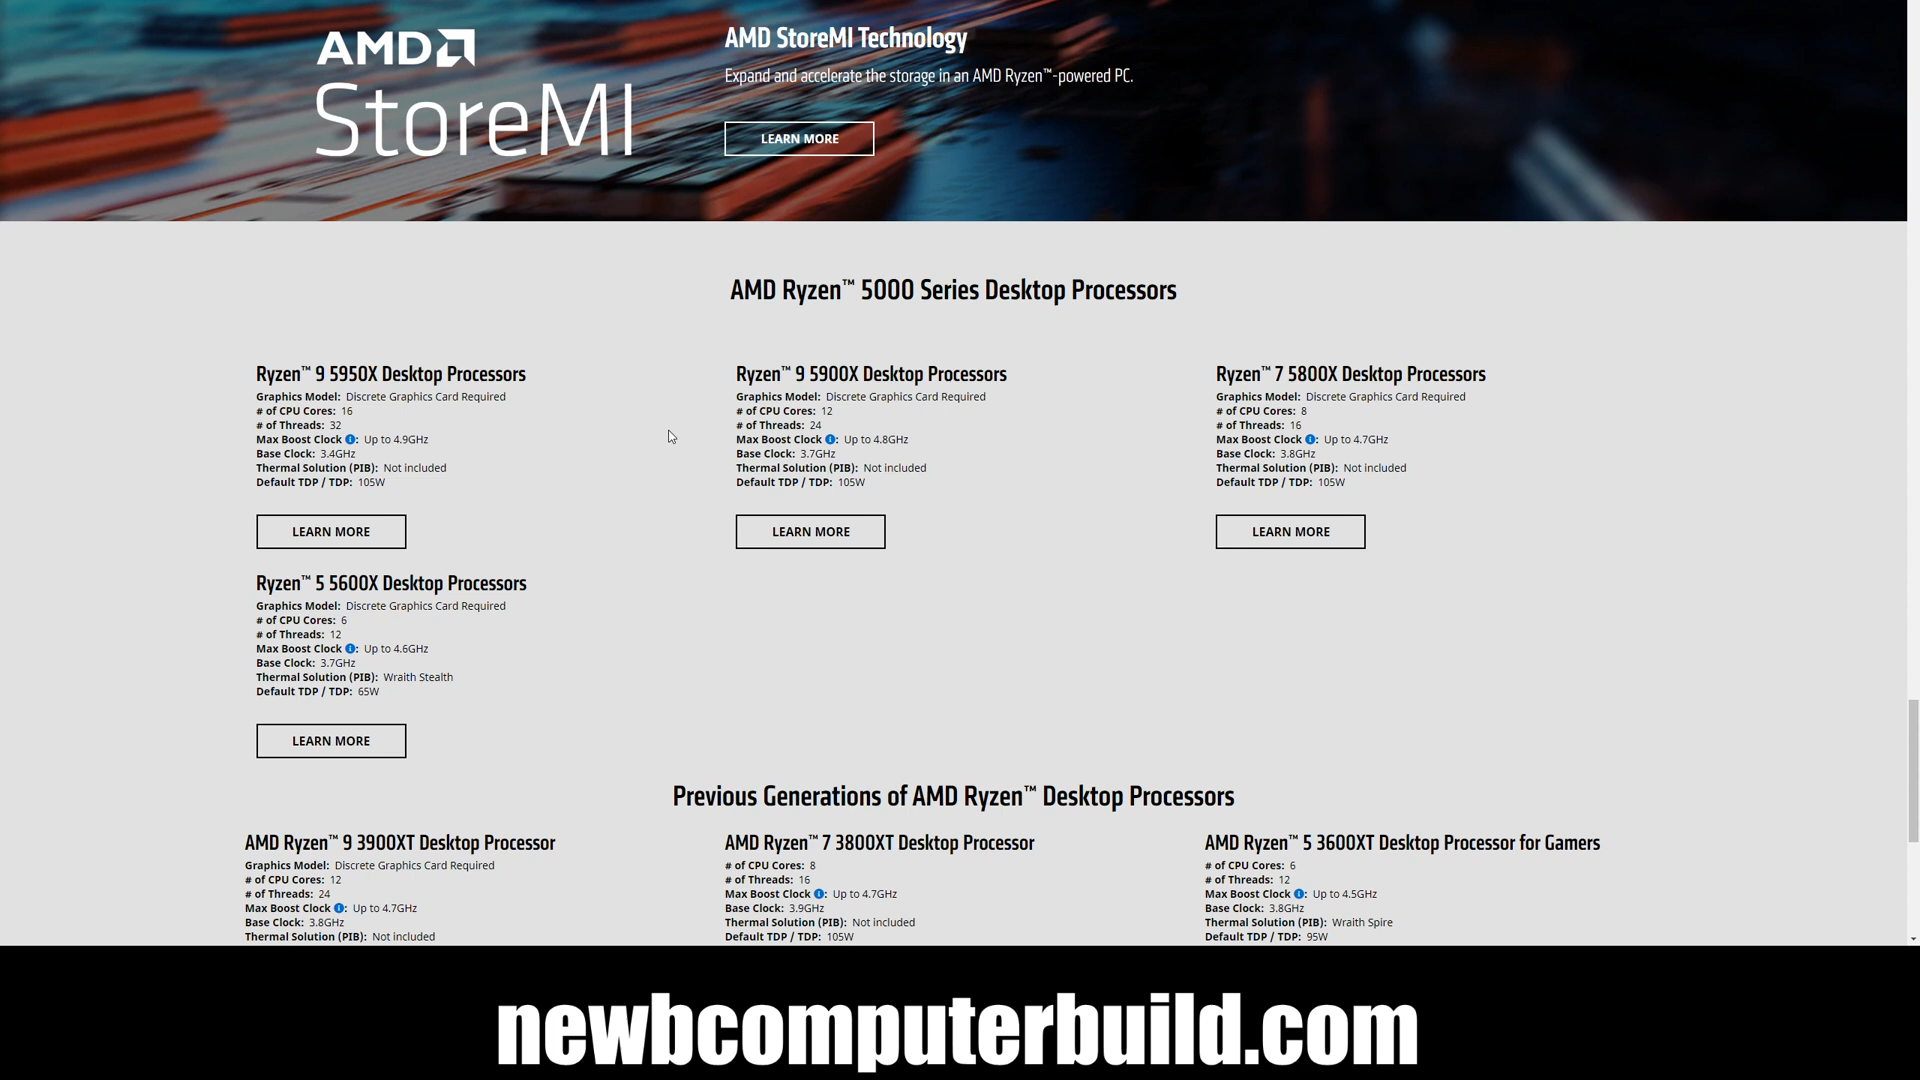 AMD
StoreMI
AMD StoreMI Technology
Expand and accelerate the storage in an AMD Ryzen™-powered PC.
LEARN MORE
AMD Ryzen™ 5000 Series Desktop Processors
Ryzen™ 9 5950X Desktop Processors
Graphics Model: Discrete Graphics Card Required
# of CPU Cores: 16
# of Threads: 32
Max Boost Clock i: Up to 4.9GHz
Base Clock: 3.4GHz
Thermal Solution (PIB): Not included
Default TDP / TDP: 105W
LEARN MORE
Ryzen™ 9 5900X Desktop Processors
Graphics Model: Discrete Graphics Card Required
# of CPU Cores: 12
# of Threads: 24
Max Boost Clock i: Up to 4.8GHz
Base Clock: 3.7GHz
Thermal Solution (PIB): Not included
Default TDP / TDP: 105W
LEARN MORE
Ryzen™ 7 5800X Desktop Processors
Graphics Model: Discrete Graphics Card Required
# of CPU Cores: 8
# of Threads: 16
Max Boost Clock i: Up to 4.7GHz
Base Clock: 3.8GHz
Thermal Solution (PIB): Not included
Default TDP / TDP: 105W
LEARN MORE
Ryzen™ 5 5600X Desktop Processors
Graphics Model: Discrete Graphics Card Required
# of CPU Cores: 6
# of Threads: 12
Max Boost Clock i: Up to 4.6GHz
Base Clock: 3.7GHz
Thermal Solution (PIB): Wraith Stealth
Default TDP / TDP: 65W
LEARN MORE
Previous Generations of AMD Ryzen™ Desktop Processors
AMD Ryzen™ 9 3900XT Desktop Processor
Graphics Model: Discrete Graphics Card Required
# of CPU Cores: 12
# of Threads: 24
Max Boost Clock i: Up to 4.7GHz
Base Clock: 3.8GHz
Thermal Solution (PIB): Not included
AMD Ryzen™ 7 3800XT Desktop Processor
# of CPU Cores: 8
# of Threads: 16
Max Boost Clock i: Up to 4.7GHz
Base Clock: 3.9GHz
Thermal Solution (PIB): Not included
Default TDP / TDP: 105W
AMD Ryzen™ 5 3600XT Desktop Processor for Gamers
# of CPU Cores: 6
# of Threads: 12
Max Boost Clock i: Up to 4.5GHz
Base Clock: 3.8GHz
Thermal Solution (PIB): Wraith Spire
Default TDP / TDP: 95W
newbcomputerbuild.com